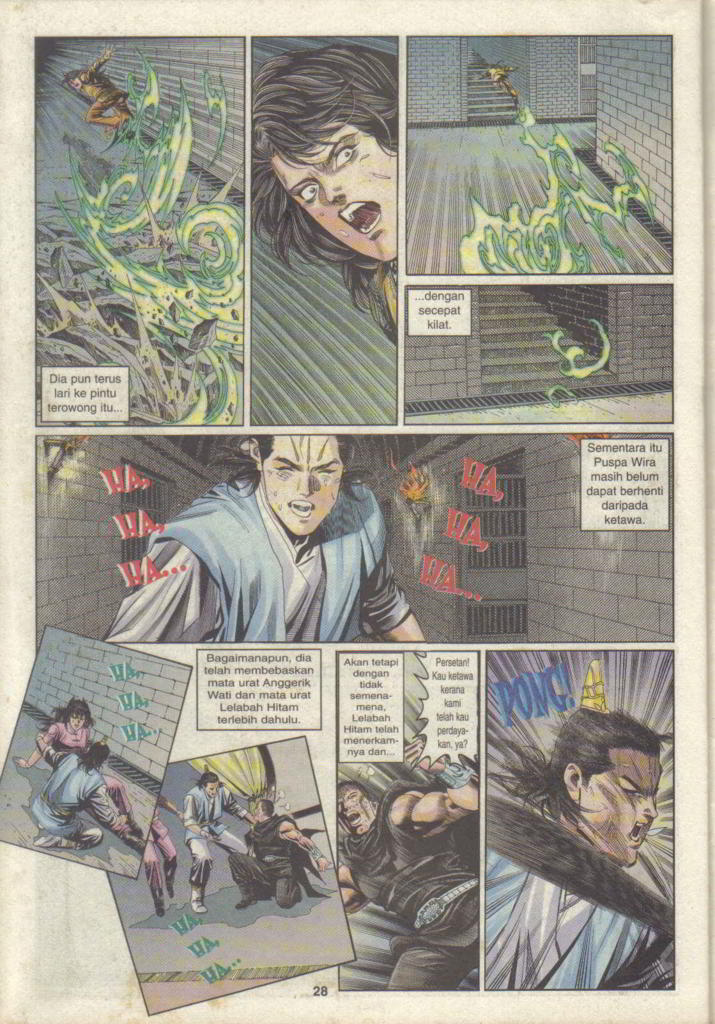 Dia pun terus
lari ke pintu
terowong itu...
...dengan
secepat
kilat.
HA,
HA,
HA...
HA,
HA,
HA...
Sementara itu
Puspa Wira
masih belum
dapat berhenti
daripada
ketawa.
HA,
HA,
HA...
Bagaimanapun, dia
telah membebaskan
mata urat Anggerik
Wati dan mata urat
Lelabah Hitam
terlebih dahulu.
HA,
HA,
HA...
Akan tetapi
dengan
tidak
semena-
mena,
Lelabah
Hitam telah
menerkam-
nya dan...
Persetan!
Kau ketawa
kerana
kami
telah kau
perdaya-
kan, ya?
PONG!
28